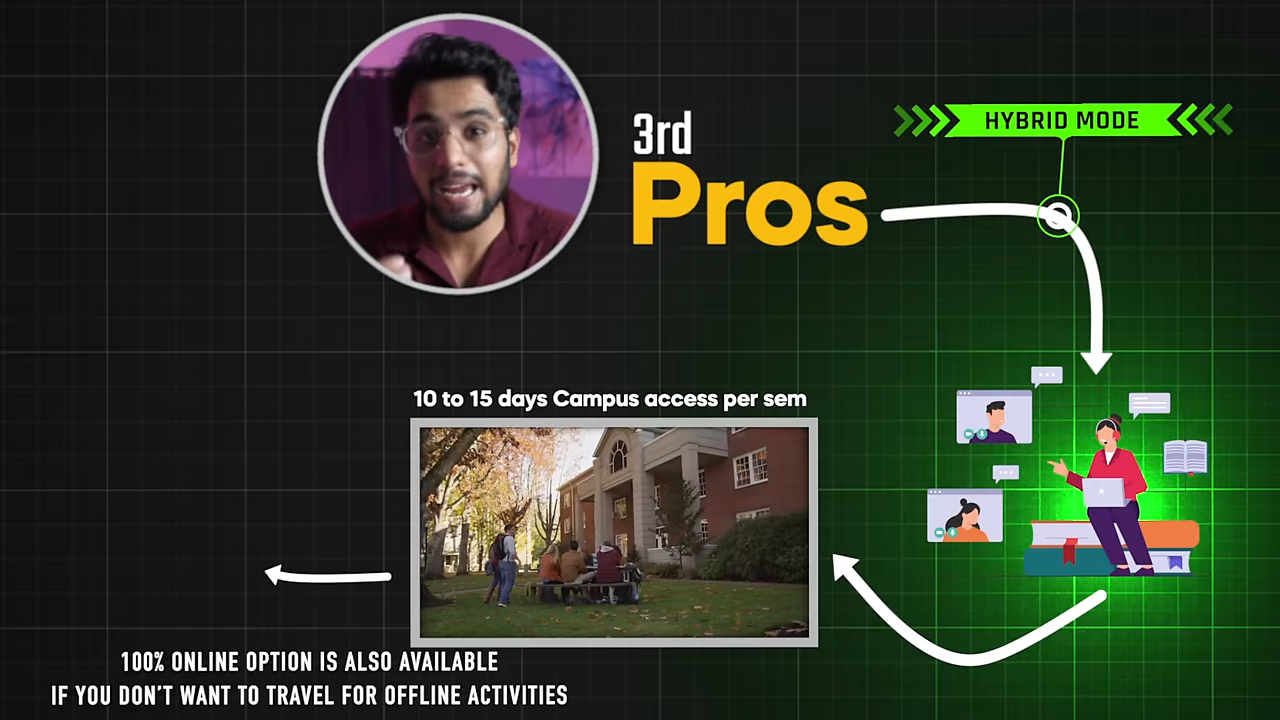 3rd
Pros
HYBRID MODE
10 to 15 days Campus access per sem
100% ONLINE OPTION IS ALSO AVAILABLE
IF YOU DON'T WANT TO TRAVEL FOR OFFLINE ACTIVITIES